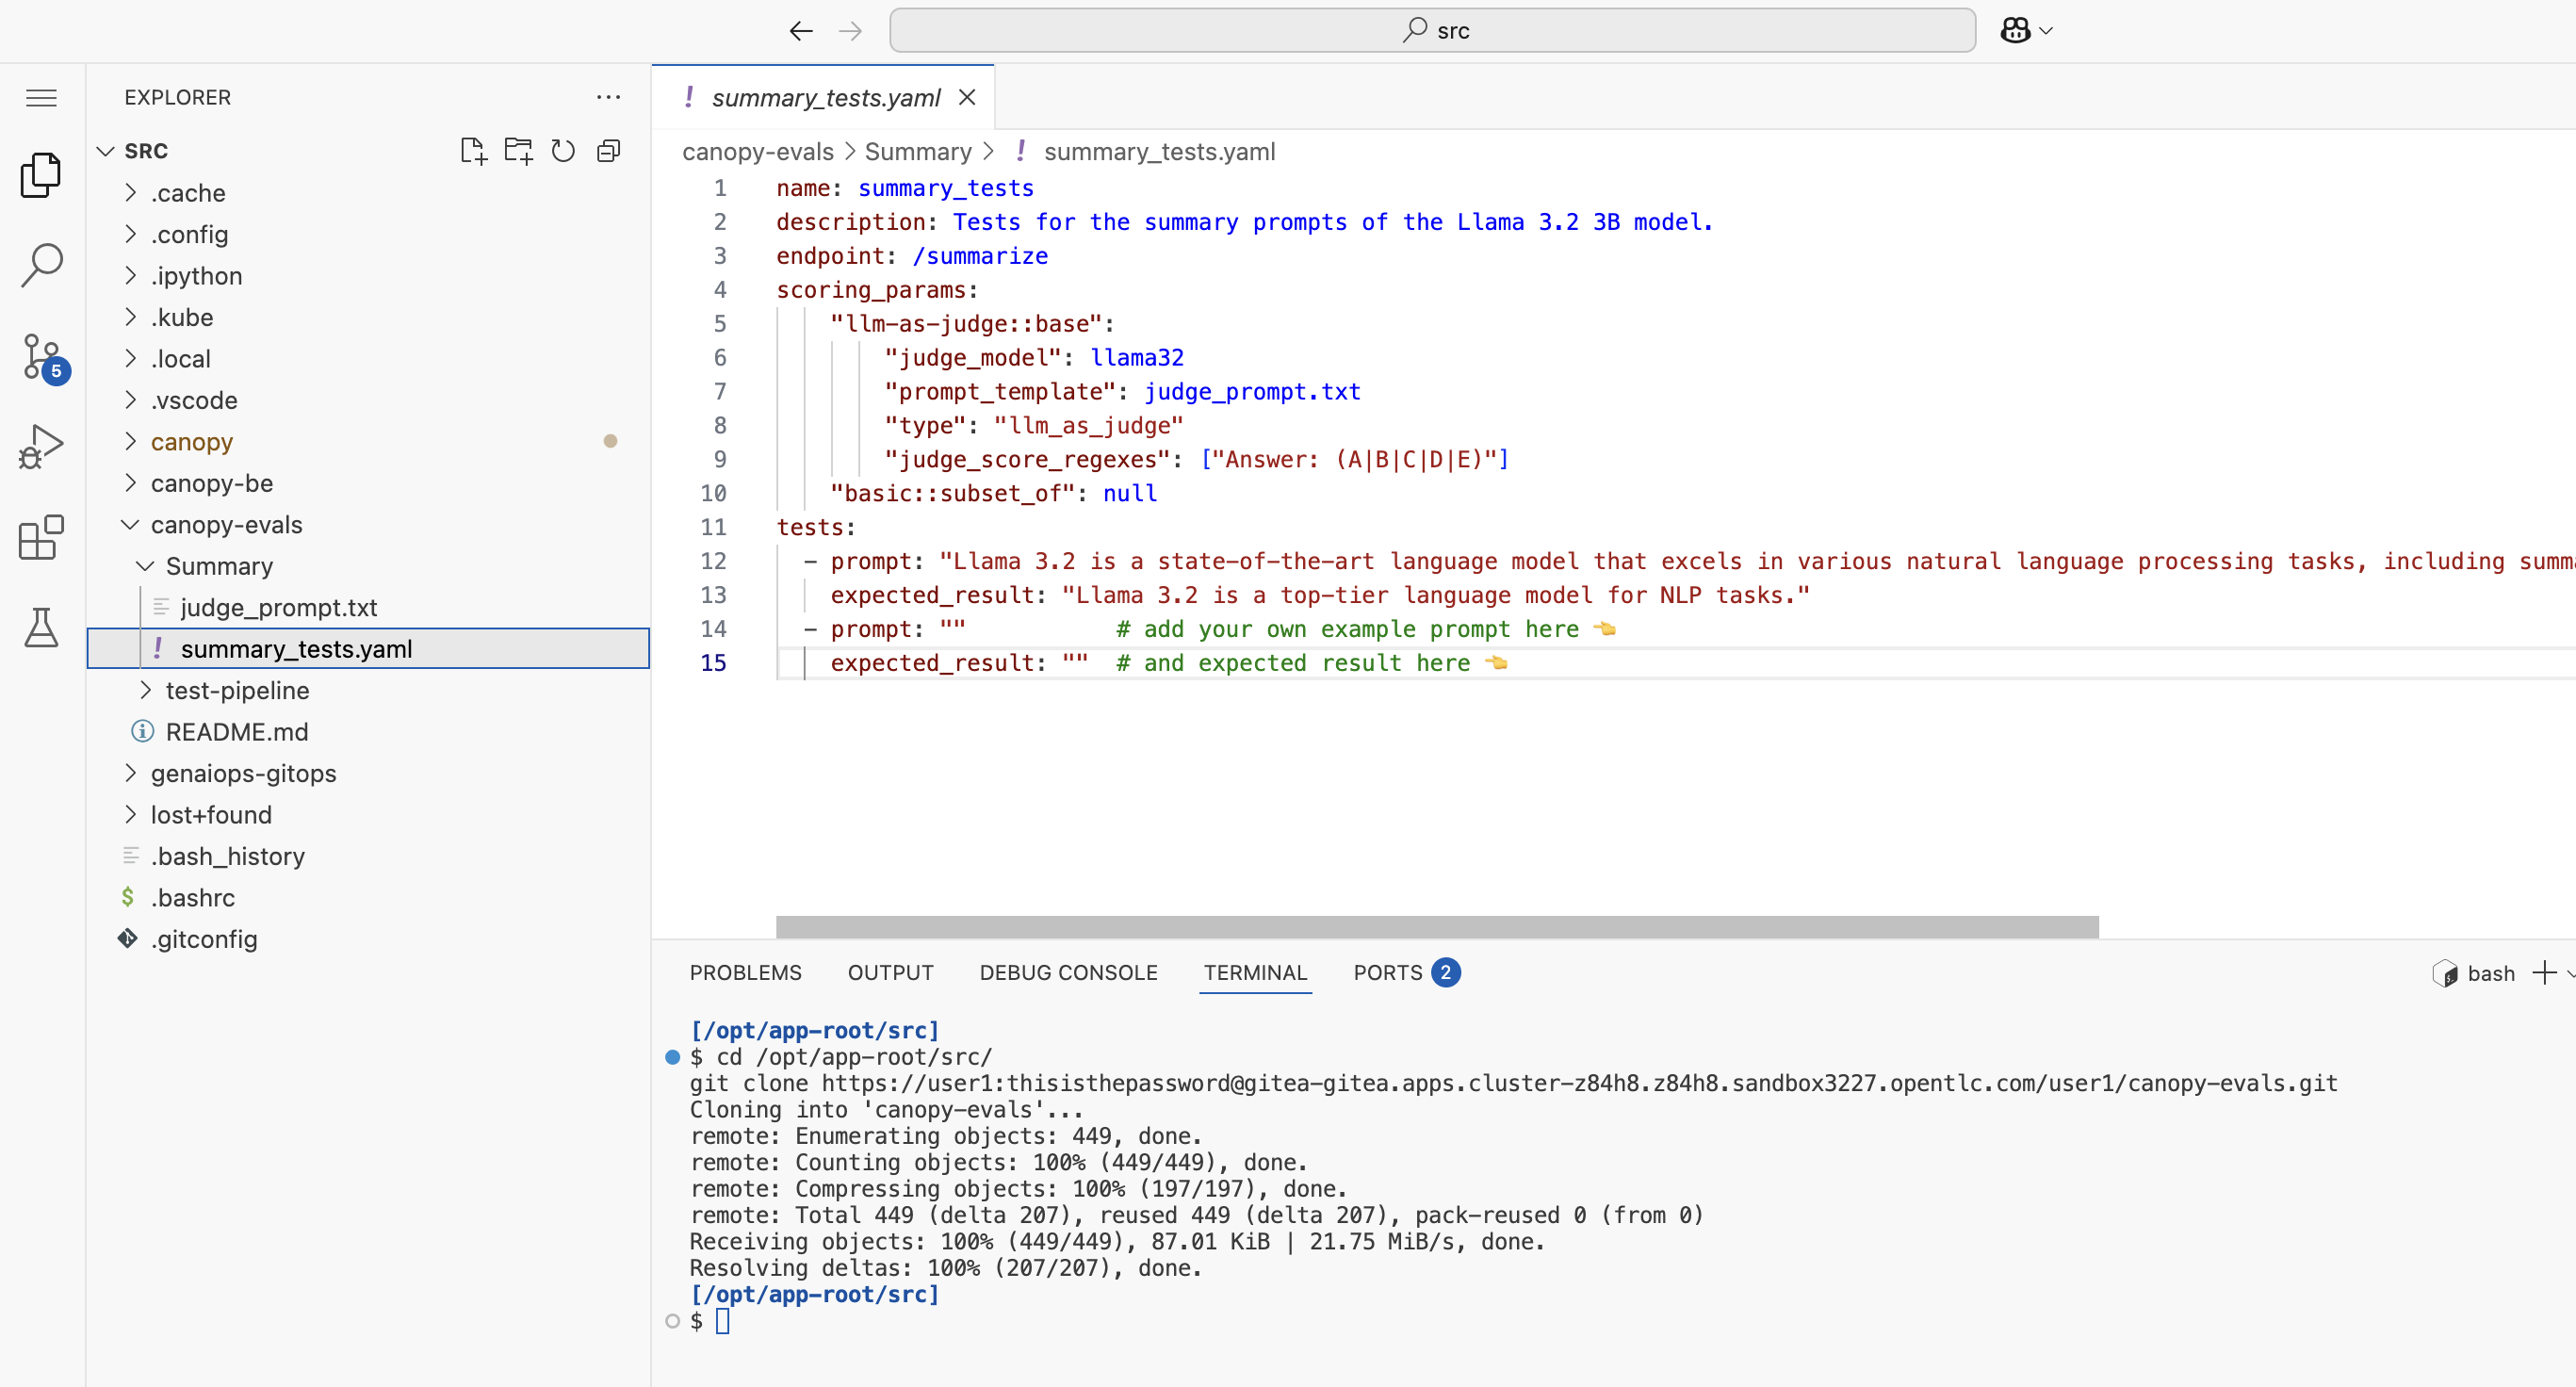 src
EXPLORER
SRC
.cache
.config
.ipython
.kube
.local
.vscode
canopy
canopy-be
canopy-evals
Summary
judge_prompt.txt
! summary_tests.yaml
test-pipeline
README.md
genaiops-gitops
lost+found
.bash_history
$ .bashrc
.gitconfig
5
! summary_tests.yaml
canopy-evals > Summary > ! summary_tests.yaml
1 name: summary_tests
2 description: Tests for the summary prompts of the Llama 3.2 3B model.
3 endpoint: /summarize
4 scoring_params:
5 "llm-as-judge::base":
6 "judge_model": llama32
7 "prompt_template": judge_prompt.txt
8 "type": "llm_as_judge"
9 "judge_score_regexes": ["Answer: (A|B|C|D|E)"]
10 "basic::subset_of": null
11 tests:
12 - prompt: "Llama 3.2 is a state-of-the-art language model that excels in various natural language processing tasks, including summ
13 expected_result: "Llama 3.2 is a top-tier language model for NLP tasks."
14 - prompt: "" # add your own example prompt here 👈
15 expected_result: "" # and expected result here 👈
PROBLEMS OUTPUT DEBUG CONSOLE TERMINAL PORTS 2 bash
[/opt/app-root/src]
$ cd /opt/app-root/src/
git clone https://user1:thisisthepassword@gitea-gitea.apps.cluster-z84h8.z84h8.sandbox3227.opentlc.com/user1/canopy-evals.git
Cloning into 'canopy-evals'...
remote: Enumerating objects: 449, done.
remote: Counting objects: 100% (449/449), done.
remote: Compressing objects: 100% (197/197), done.
remote: Total 449 (delta 207), reused 449 (delta 207), pack-reused 0 (from 0)
Receiving objects: 100% (449/449), 87.01 KiB | 21.75 MiB/s, done.
Resolving deltas: 100% (207/207), done.
[/opt/app-root/src]
$